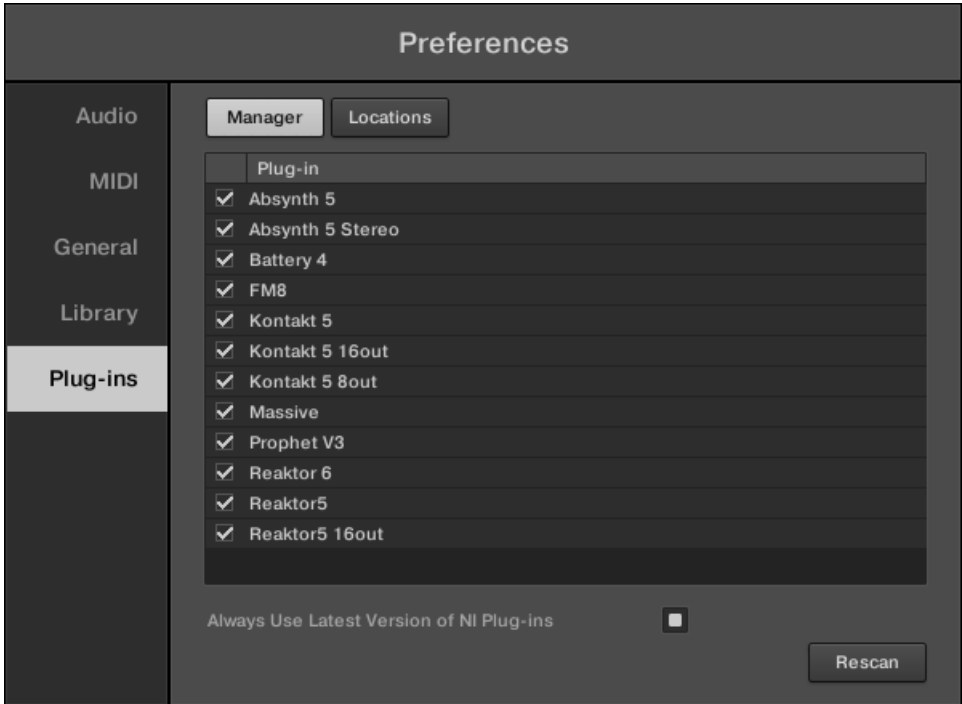 Preferences
Audio
MIDI
General
Library
Plug-ins
Manager Locations
Plug-in
Absynth 5
Absynth 5 Stereo
Battery 4
FM8
Kontakt 5
Kontakt 5 16out
Kontakt 5 8out
Massive
Prophet V3
Reaktor 6
Reaktor5
Reaktor5 16out
Always Use Latest Version of NI Plug-ins
Rescan